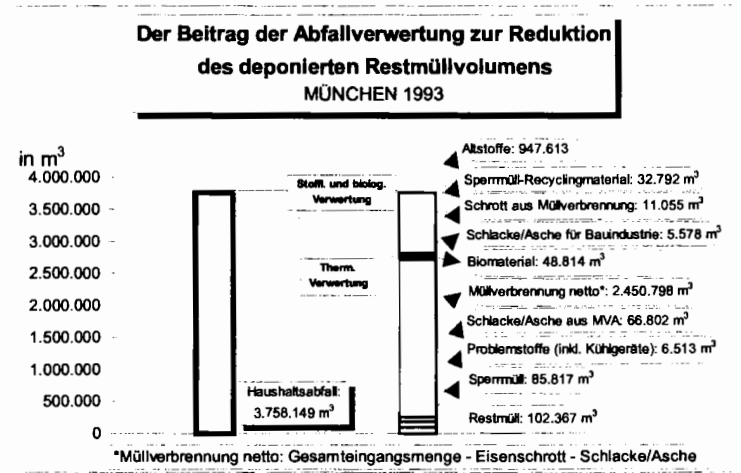 Der Beitrag der Abfallverwertung zur Reduktion
des deponierten Restmüllvolumens
MÜNCHEN 1993
in m³
4.000.000
3.500.000
3.000.000
2.500.000
2.000.000
1.500.000
1.000.000
500.000
0
Haushaltsabfall:
3.758.149 m³
Stoffl. und biolog.
Verwertung
Therm.
Verwertung
Altstoffe: 947.613
Sperrmüll-Recyclingmaterial: 32.792 m³
Schrott aus Müllverbrennung: 11.055 m³
Schlacke/Asche für Bauindustrie: 5.578 m³
Biomaterial: 48.814 m³
Müllverbrennung netto*: 2.450.798 m³
Schlacke/Asche aus MVA: 66.802 m³
Problemstoffe (inkl. Kühlgeräte): 6.513 m³
Sperrmüll: 85.817 m³
Restmüll: 102.367 m³
*Müllverbrennung netto: Gesamteingangsmenge - Eisenschrott - Schlacke/Asche